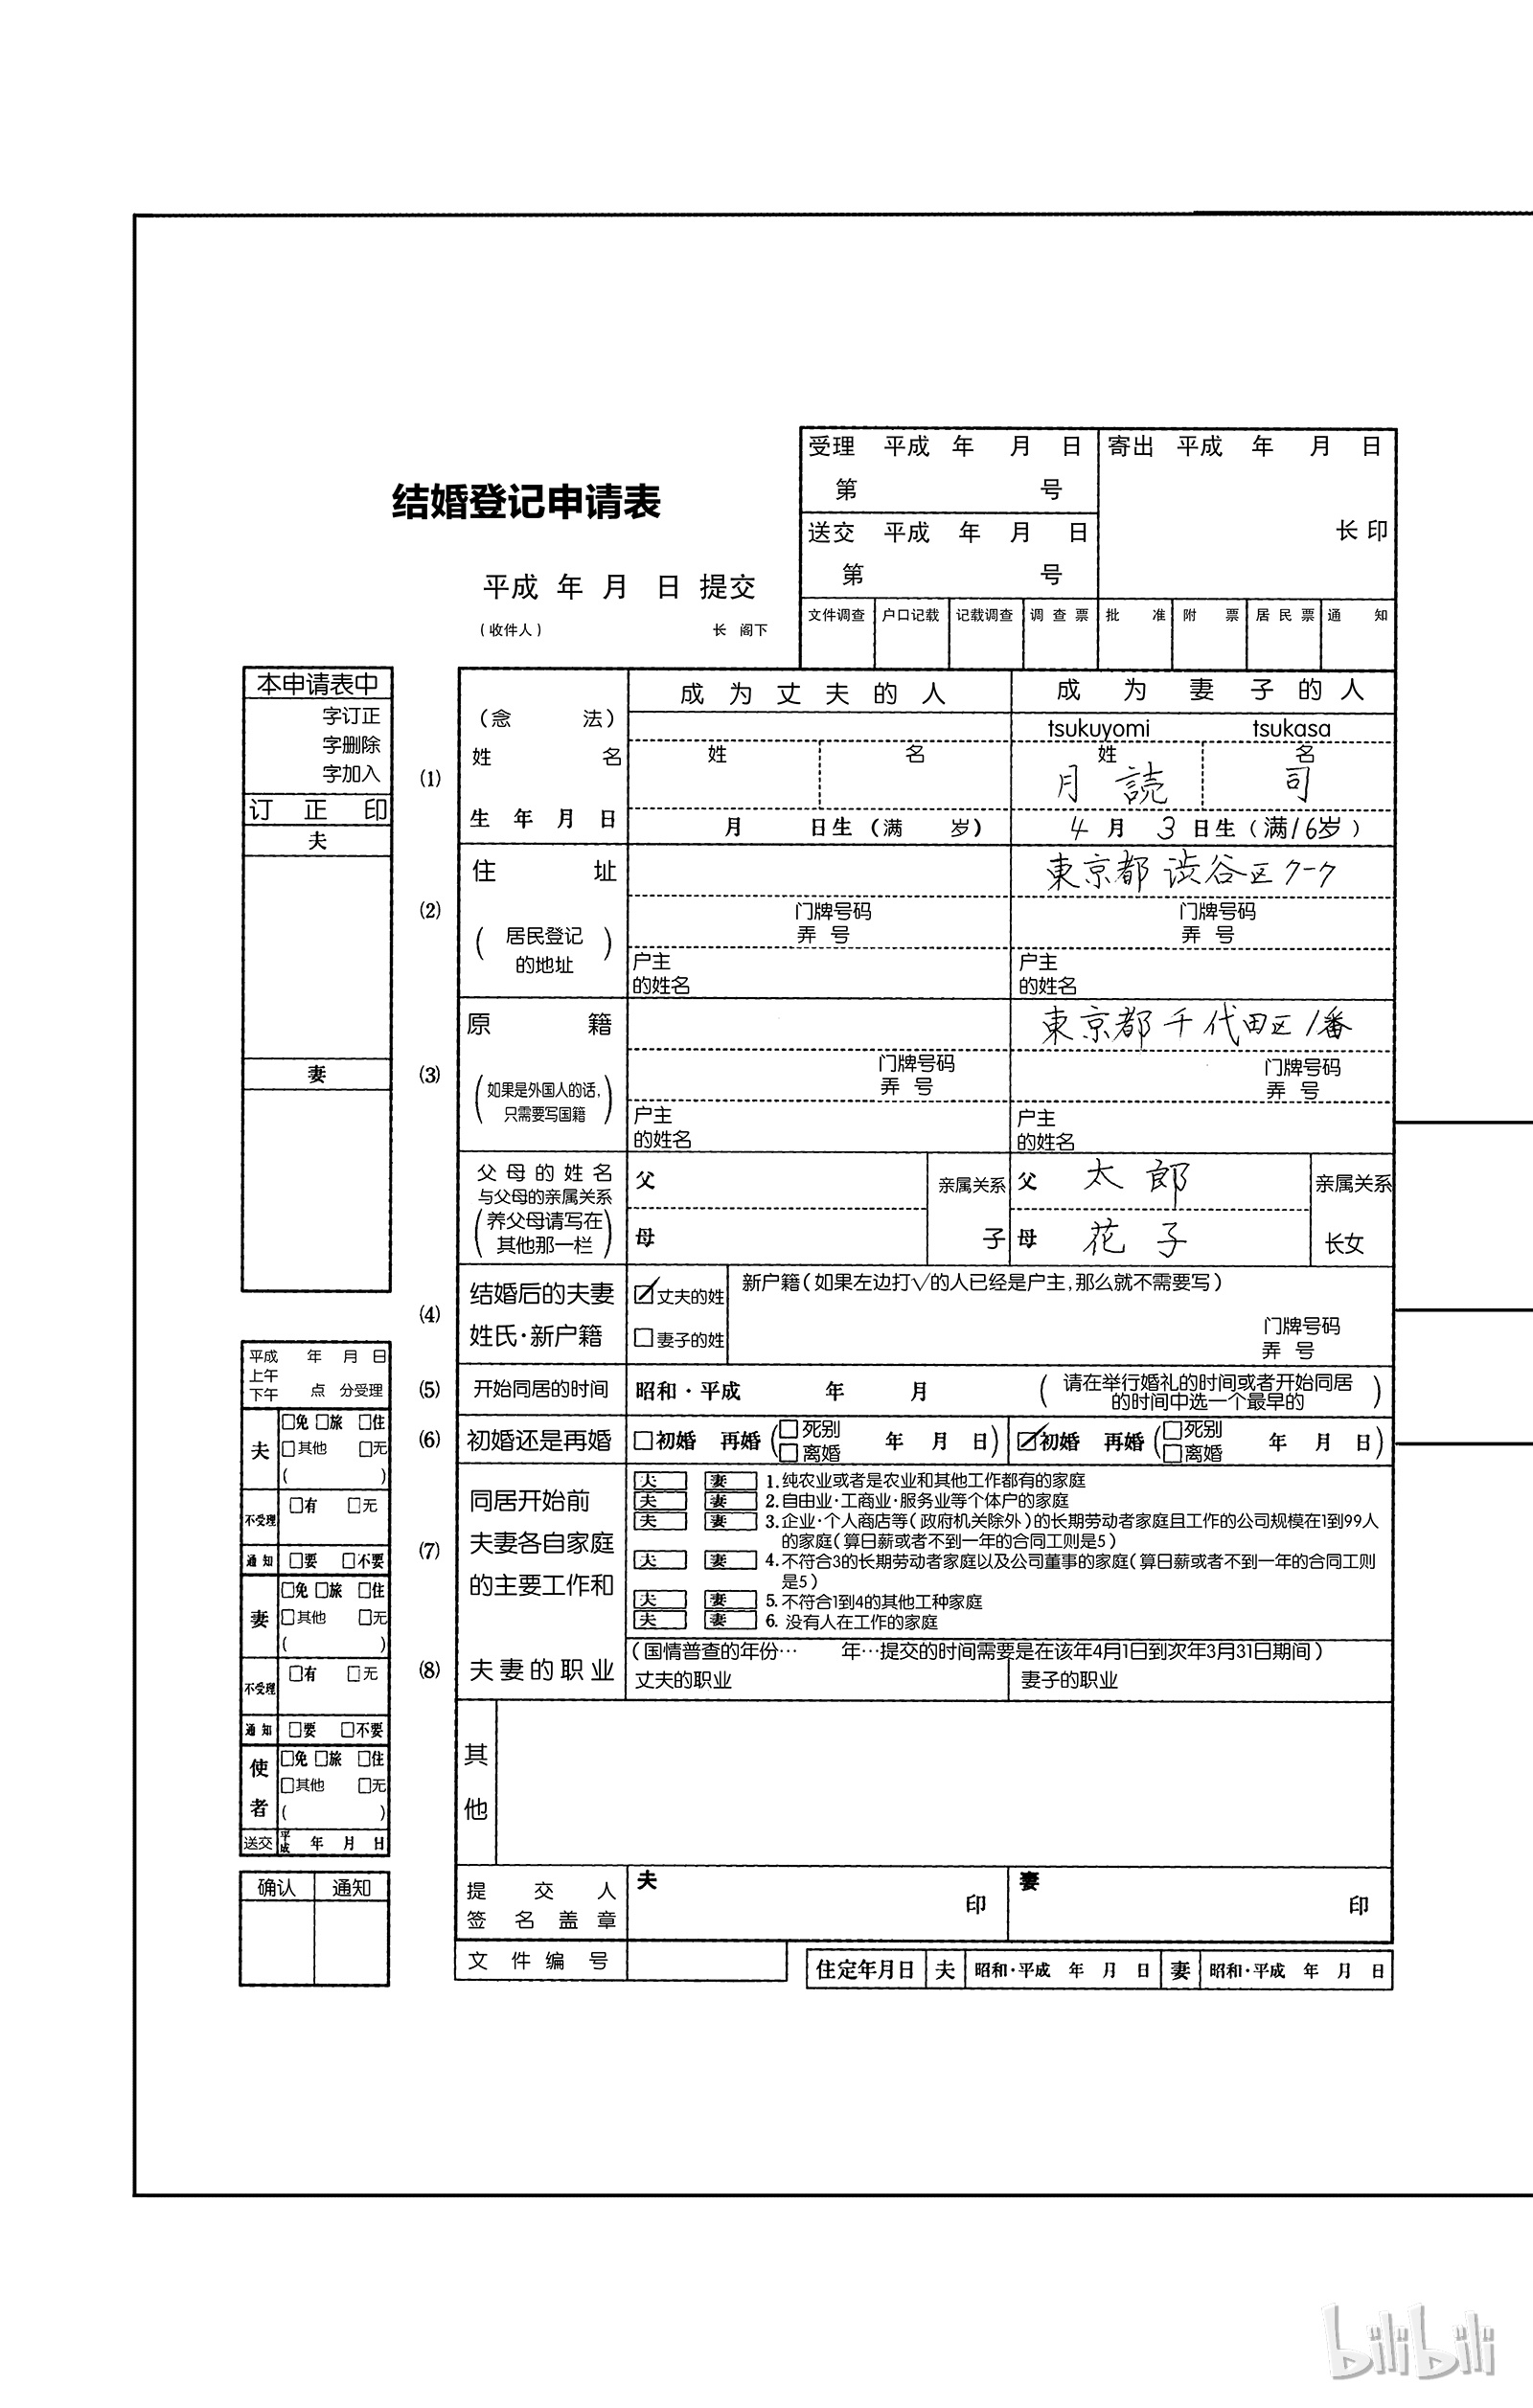 受理 平成 年 月 日
第 号
送交 平成 年 月 日
第 号
寄出 平成 年 月 日
长印
文件调查 户口记载 记载调查 调查票 批准 附票 居民票 通知
结婚登记申请表
平成 年 月 日 提交
（收件人） 长 阁下
本申请表中
字订正
字删除
字加入
订正印
夫
妻
(1)
（念法）
姓名
生年月日
成为丈夫的人
姓 名
月 日生（满 岁）
成为妻子的人
tsukuyomi tsukasa
姓 名
月読 司
4月 3日生（满16岁）
(2)
住址
（居民登记
的地址）
门牌号码
弄 号
户主
的姓名
東京都渋谷区7-7
门牌号码
弄 号
户主
的姓名
(3)
原籍
（如果是外国人的话，
只需要写国籍）
门牌号码
弄 号
户主
的姓名
東京都千代田区1番
门牌号码
弄 号
户主
的姓名
父母的姓名
与父母的亲属关系
（养父母请写在
其他那一栏）
父
母
亲属关系
子
父 太郎
母 花子
亲属关系
长女
(4)
结婚后的夫妻
姓氏·新户籍
☑丈夫的姓
□妻子的姓
新户籍（如果左边打√的人已经是户主，那么就不需要写）
门牌号码
弄 号
(5)
开始同居的时间
昭和·平成 年 月
（请在举行婚礼的时间或者开始同居
的时间中选一个最早的）
(6)
初婚还是再婚
□初婚 再婚（□死别 □离婚 年 月 日）
☑初婚 再婚（□死别 □离婚 年 月 日）
(7)
同居开始前
夫妻各自家庭
的主要工作和
夫 妻 1.纯农业或者是农业和其他工作都有的家庭
夫 妻 2.自由业·工商业·服务业等个体户的家庭
夫 妻 3.企业·个人商店等（政府机关除外）的长期劳动者家庭且工作的公司规模在1到99人
的家庭（算日薪或者不到一年的合同工则是5）
夫 妻 4.不符合3的长期劳动者家庭以及公司董事的家庭（算日薪或者不到一年的合同工则
是5）
夫 妻 5.不符合1到4的其他工种家庭
夫 妻 6.没有人在工作的家庭
(8)
夫妻的职业
（国情普查的年份… 年…提交的时间需要是在该年4月1日到次年3月31日期间）
丈夫的职业
妻子的职业
其他
提交人
签名盖章
夫 印
妻 印
文件编号
住定年月日 夫 昭和·平成 年 月 日 妻 昭和·平成 年 月 日
平成 年 月 日
上午
下午 点 分受理
夫
□免 □旅 □住
□其他 □无
( )
不受理 □有 □无
通知 □要 □不要
妻
□免 □旅 □住
□其他 □无
( )
不受理 □有 □无
通知 □要 □不要
使者
□免 □旅 □住
□其他 □无
( )
送交 平成 年 月 日
确认 通知
bilibili